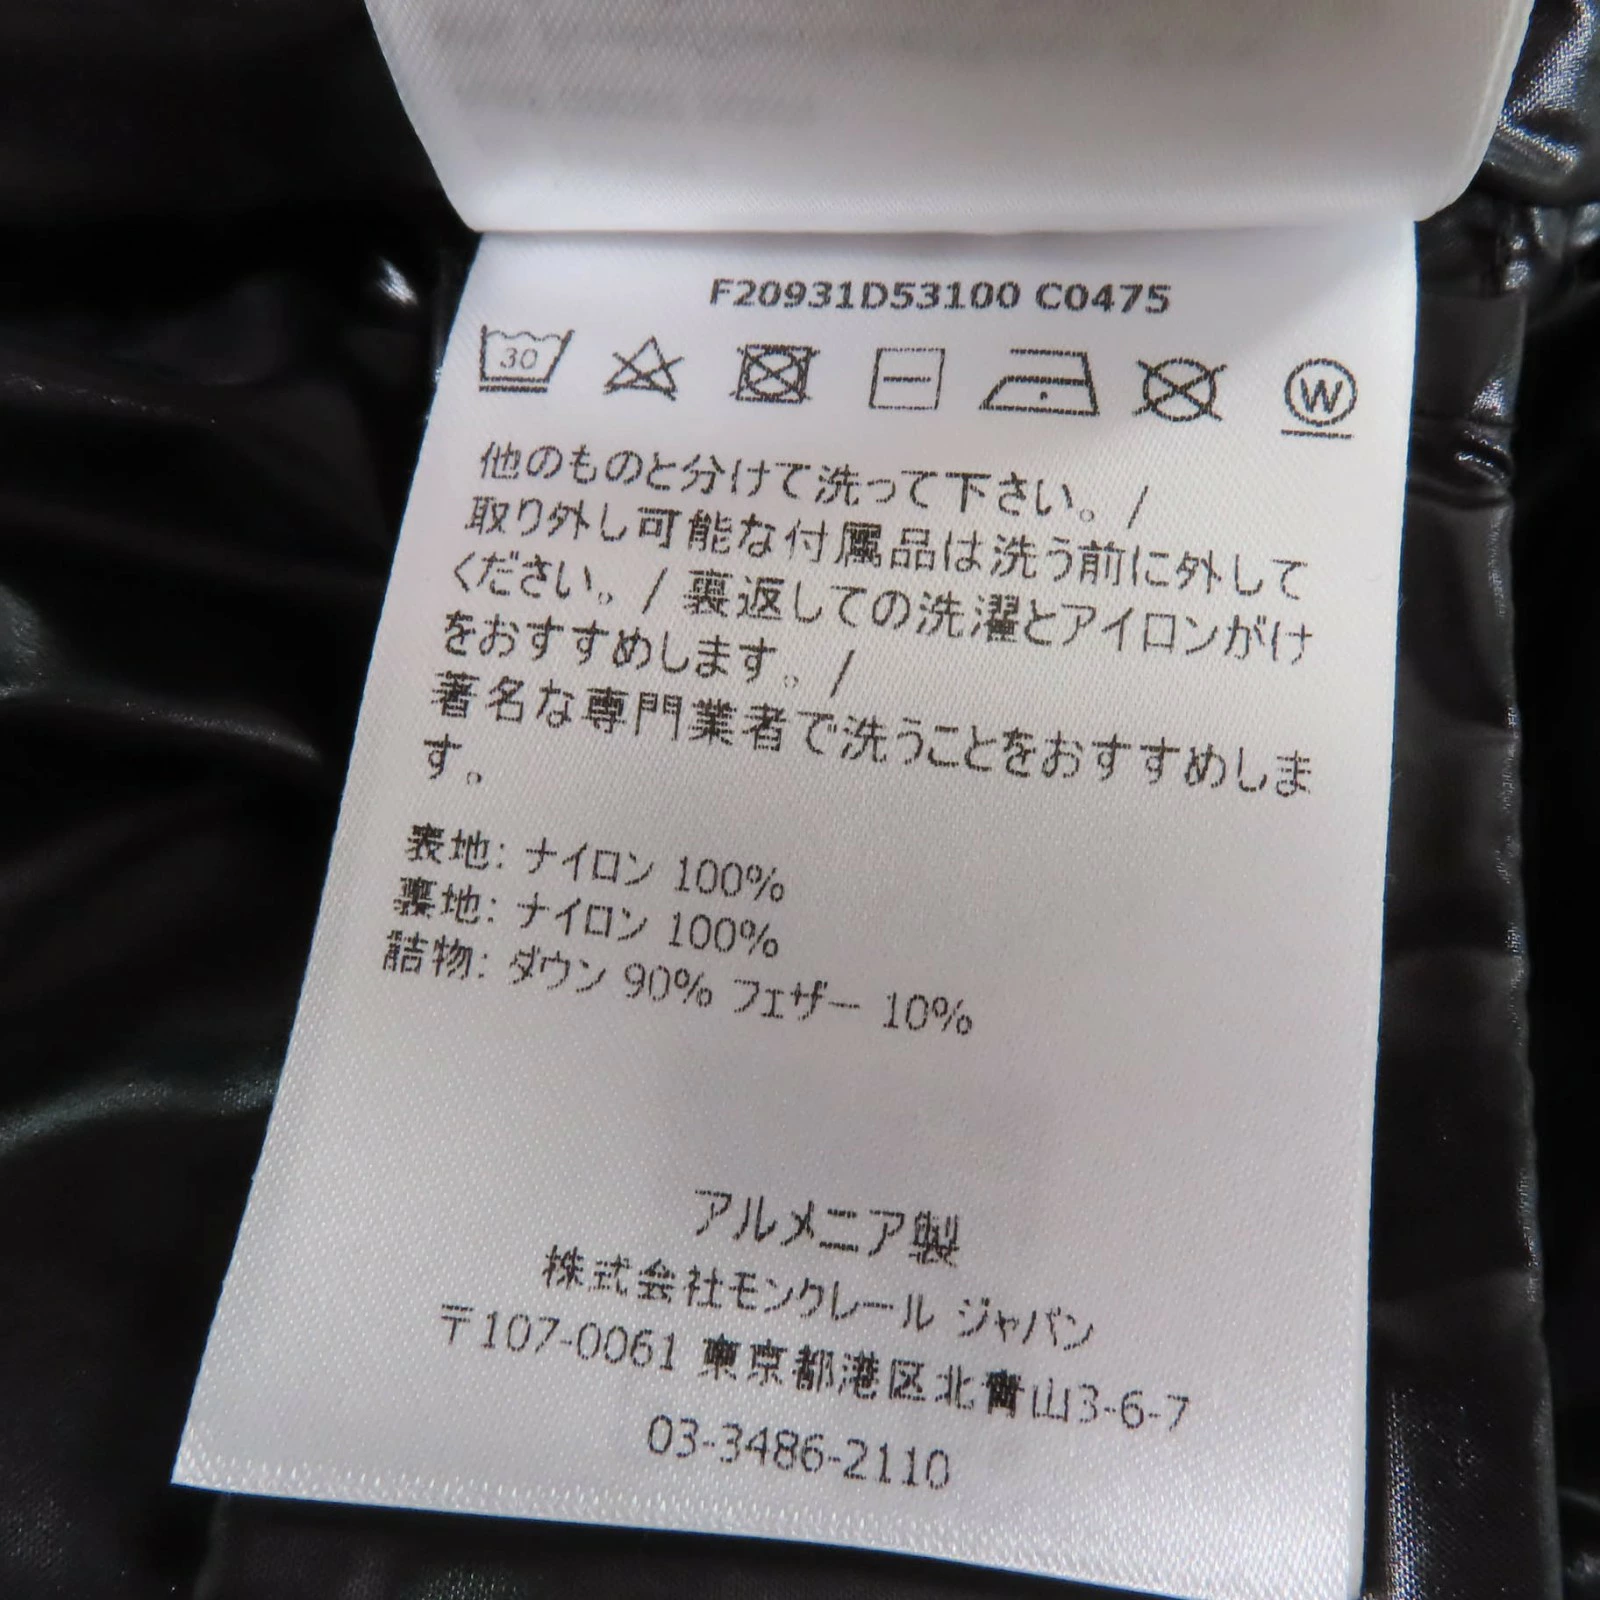 F20931D53100 C0475
30
W
他のものと分けて洗って下さい。/
取り外し可能な付属品は洗う前に外して
ください。/ 裏返しての洗濯とアイロンがけ
をおすすめします。/
著名な専門業者で洗うことをおすすめしま
す。
表地: ナイロン 100%
裏地: ナイロン 100%
詰物: ダウン 90% フェザー 10%
アルメニア製
株式会社モンクレール ジャパン
〒107-0061 東京都港区北青山3-6-7
03-3486-2110